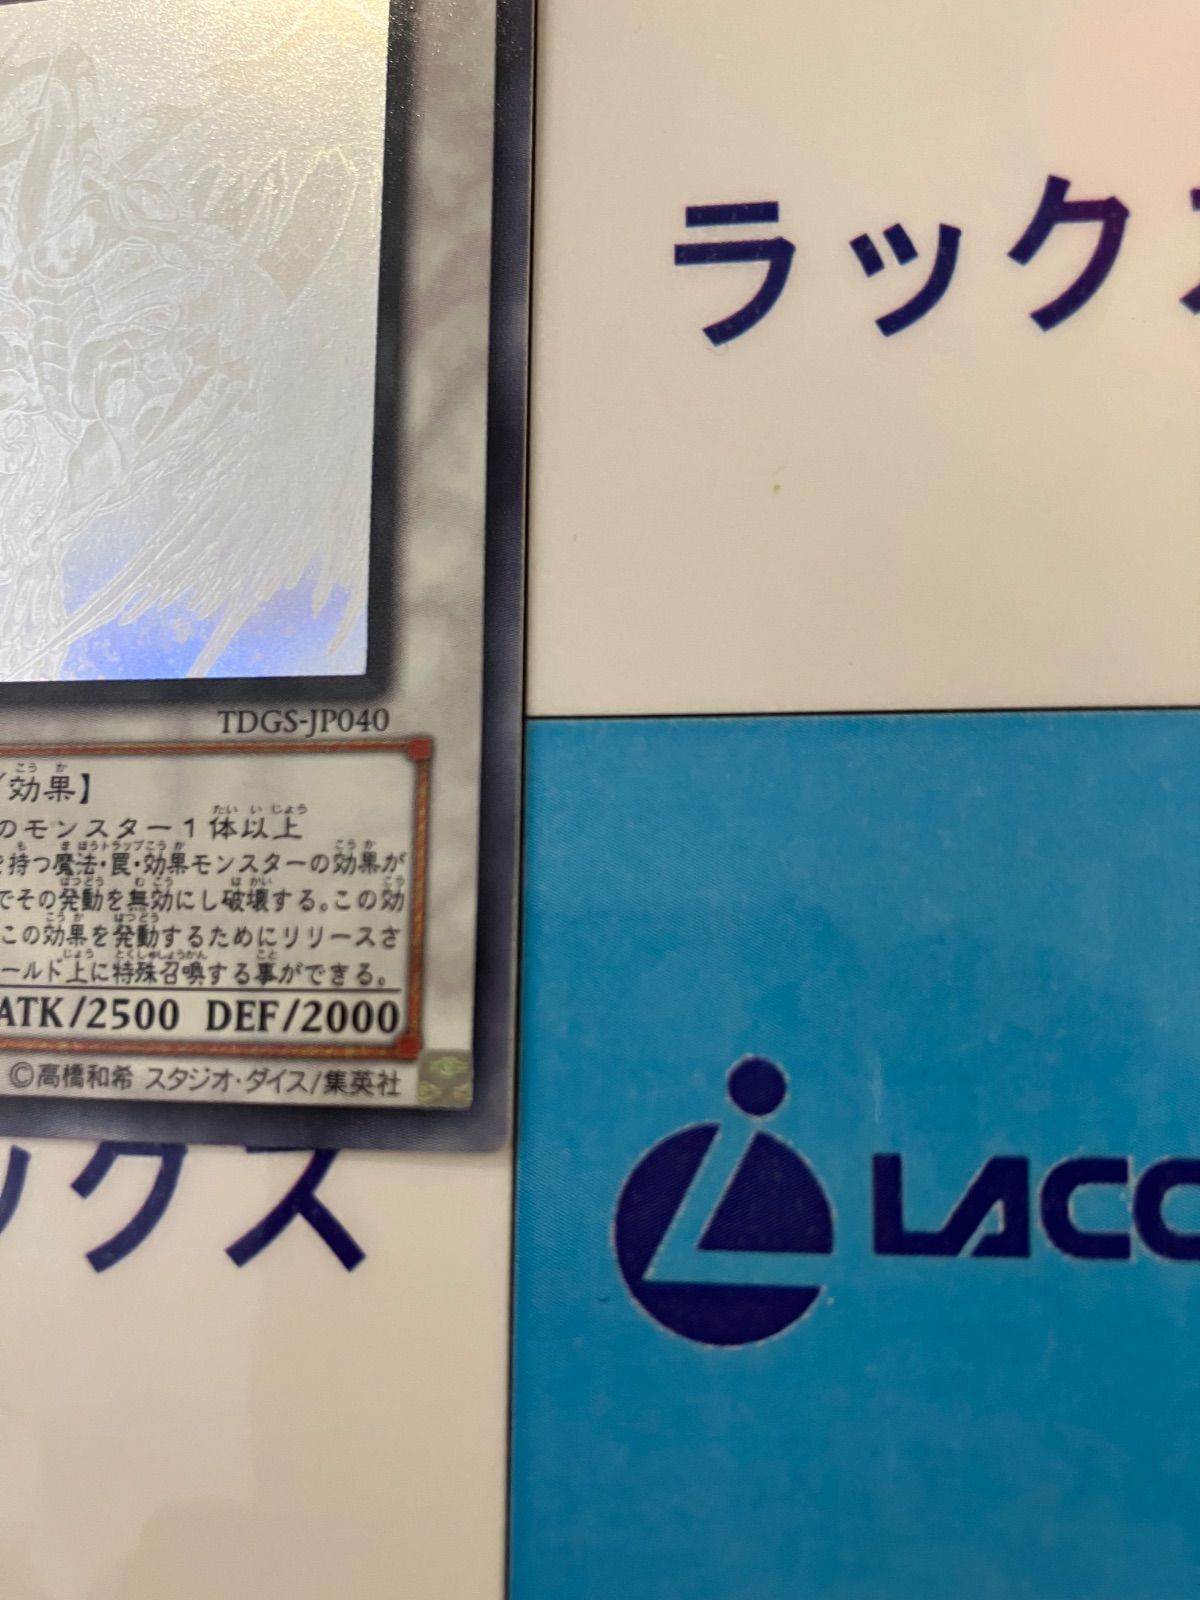 ラック
TDGS-JP040
効果】
のモンスター1体以上
持つ魔法・罠・効果モンスターの効果が
でその発動を無効にし破壊する。この効
この効果を発動するためにリリースさ
ールド上に特殊召喚する事ができる。
ATK/2500 DEF/2000
©高橋和希 スタジオ・ダイス/集英社
ックス
LACC